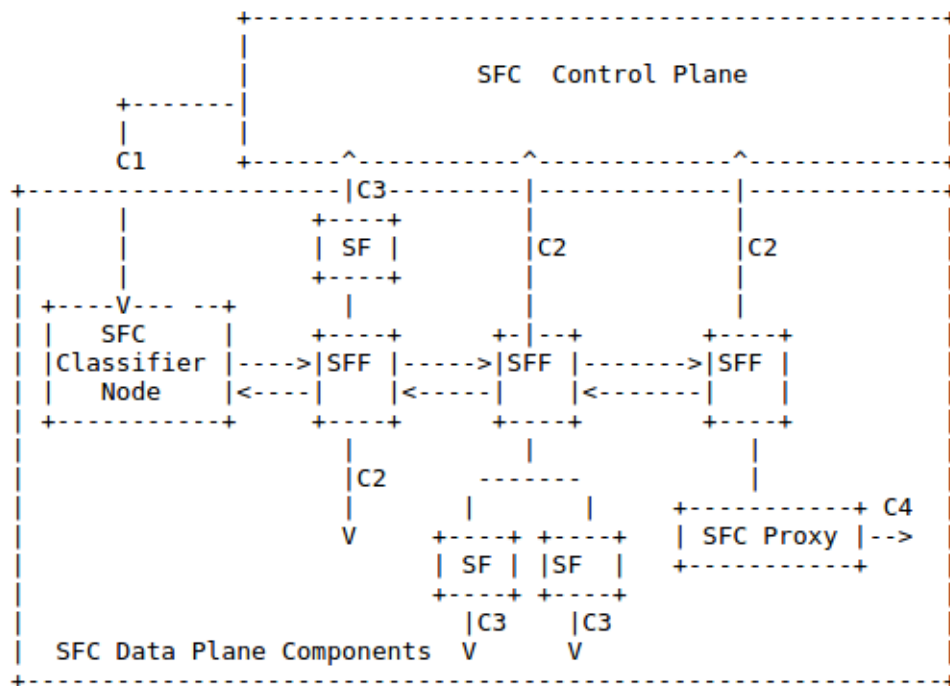 SFC  Control Plane
C1
C3
SF C2 C2
SFC
Classifier SFF SFF SFF
Node
C2
C4
SFC Proxy
SF SF
C3 C3
SFC Data Plane Components